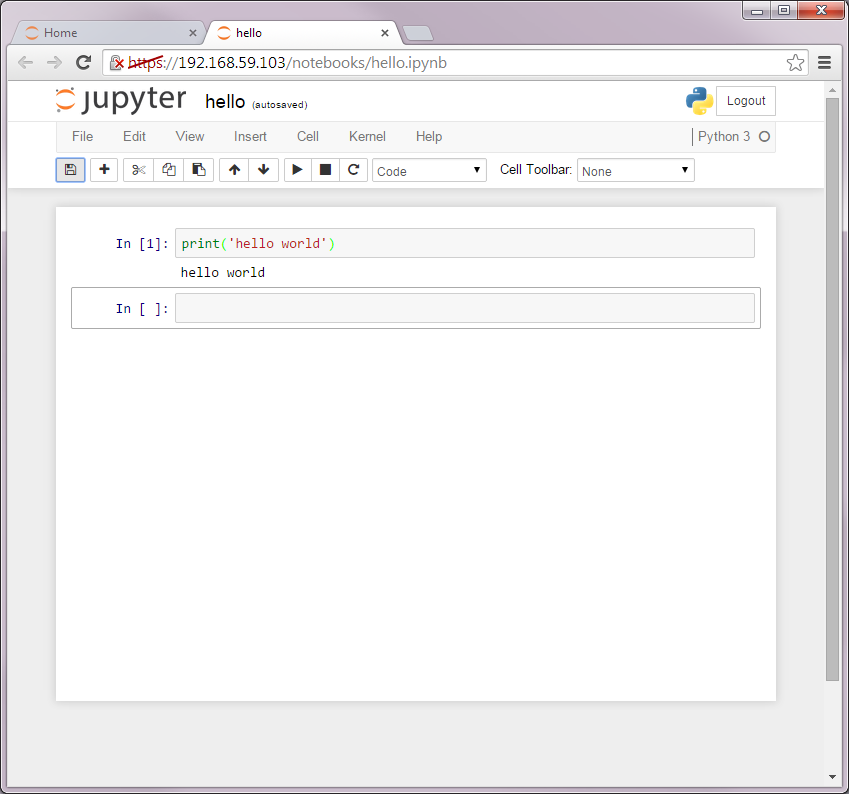 Home
hello
https://192.168.59.103/notebooks/hello.ipynb
jupyter hello (autosaved) Logout
File Edit View Insert Cell Kernel Help Python 3
Code Cell Toolbar: None
In [1]: print('hello world')
hello world
In [ ]: